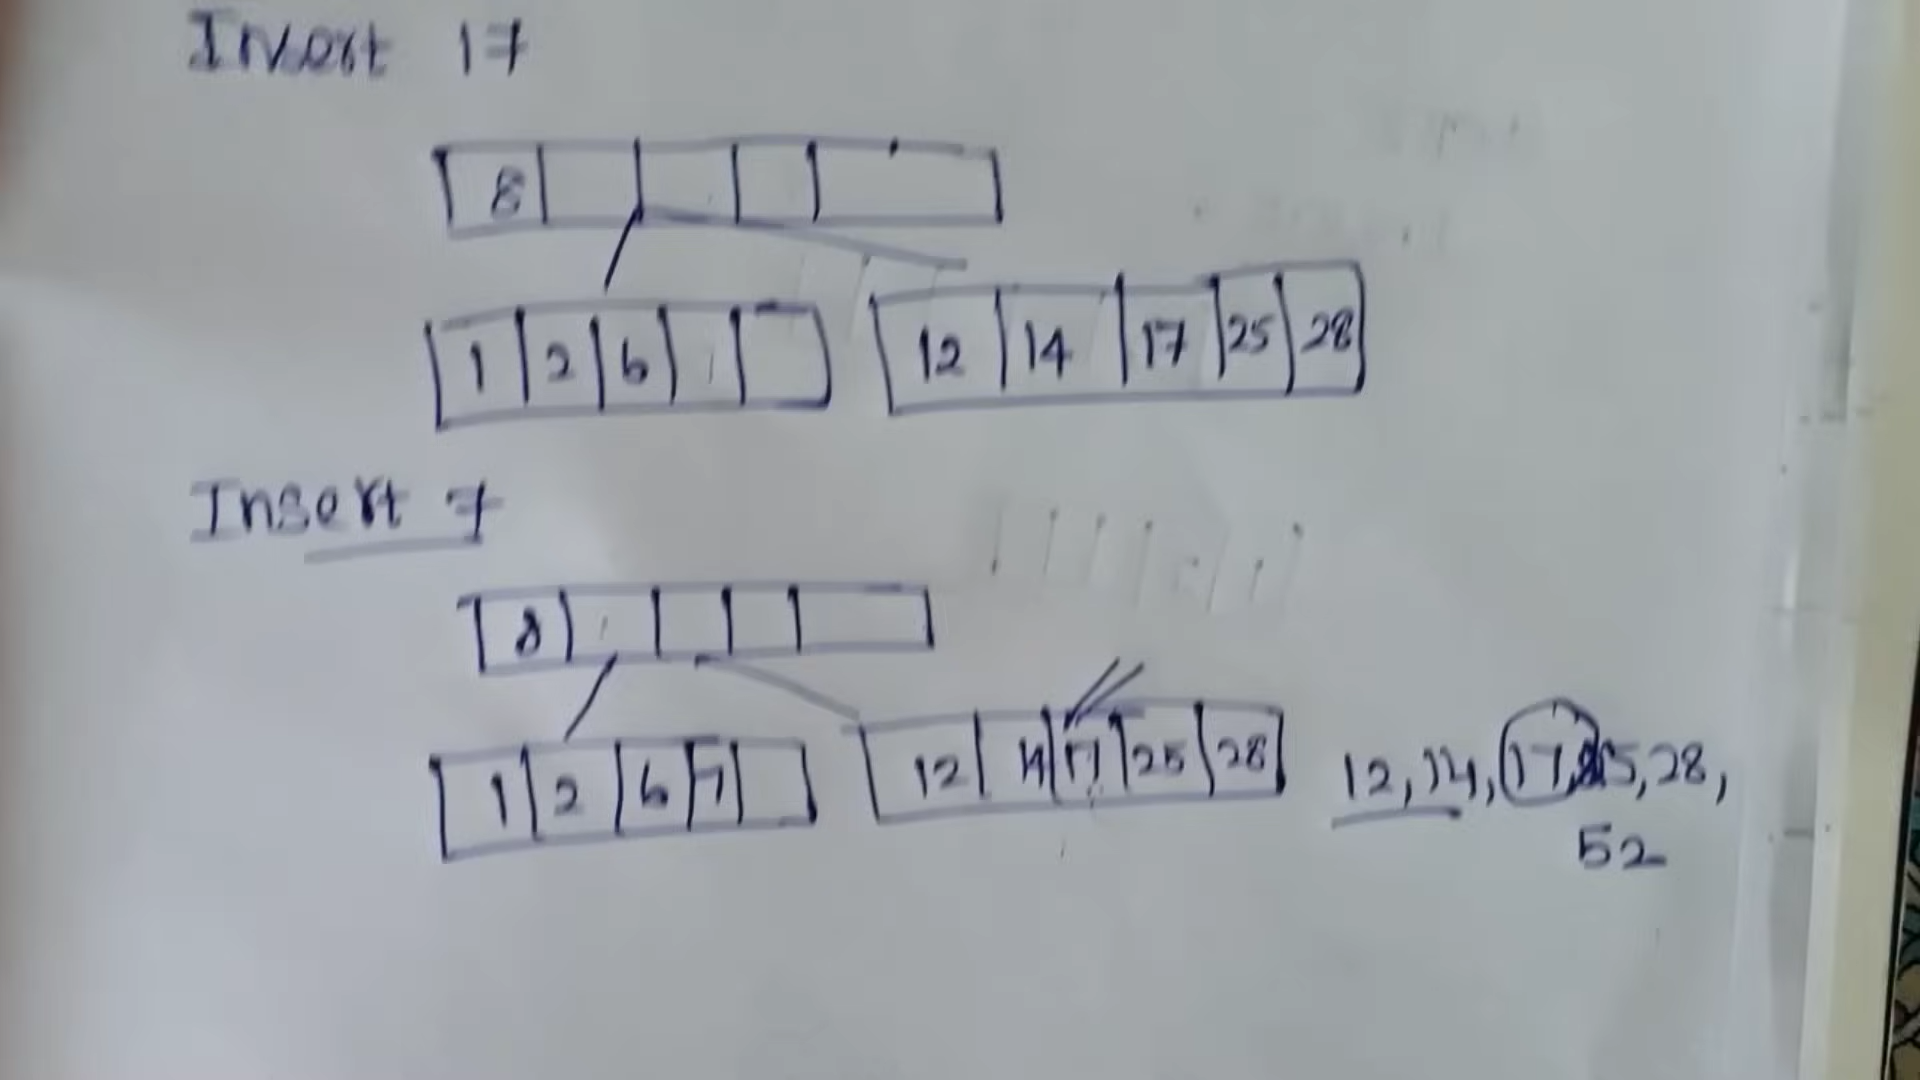 Insert 17
8
1 2 6 12 14 17 25 28
Insert 7
8
1 2 6 7 12 14 17 25 28 12, 14, 17, 25, 28,
52